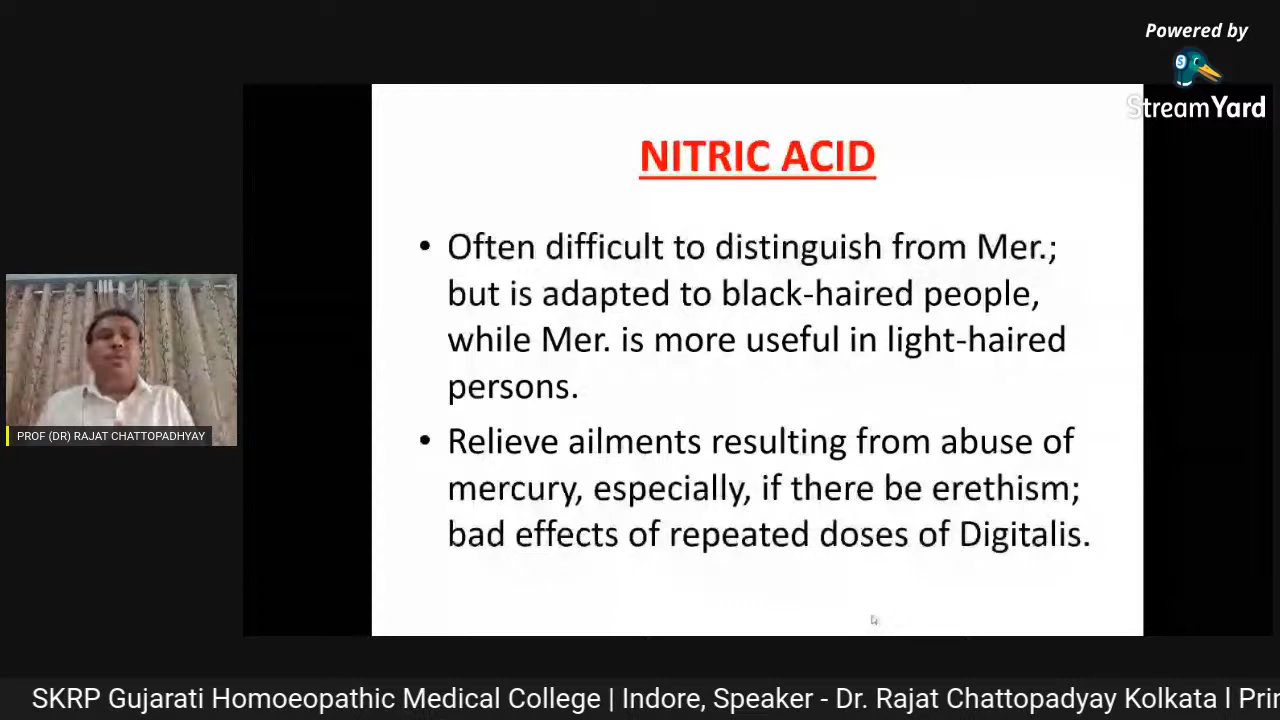 Powered by
StreamYard
NITRIC ACID
• Often difficult to distinguish from Mer.;
but is adapted to black-haired people,
while Mer. is more useful in light-haired
persons.
• Relieve ailments resulting from abuse of
mercury, especially, if there be erethism;
bad effects of repeated doses of Digitalis.
PROF (DR) RAJAT CHATTOPADHYAY
SKRP Gujarati Homoeopathic Medical College | Indore, Speaker - Dr. Rajat Chattopadyay Kolkata l Prin